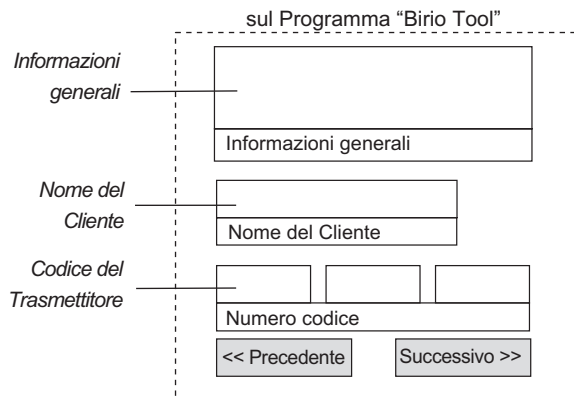 sul Programma “Birio Tool”
Informazioni
generali
Informazioni generali
Nome del
Cliente
Nome del Cliente
Codice del
Trasmettitore
Numero codice
<< Precedente
Successivo >>